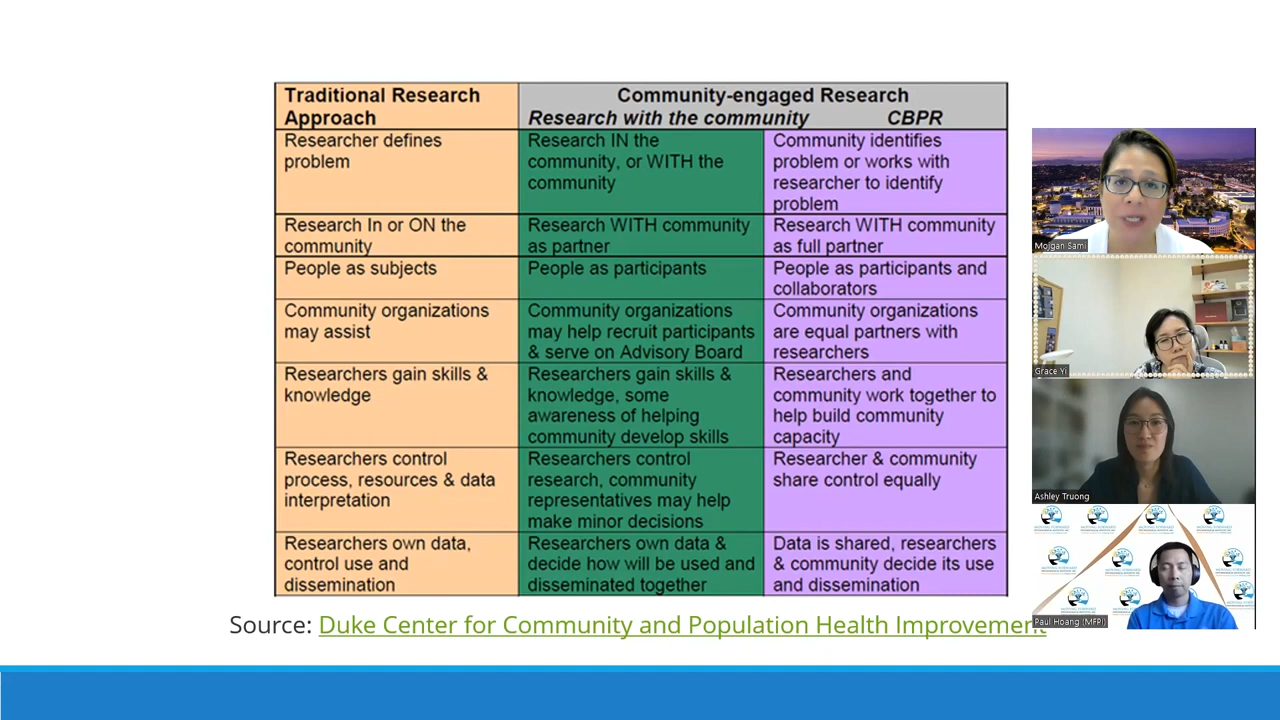 Traditional Research
Approach
Community-engaged Research
Research with the community CBPR
Researcher defines
problem
Research IN the
community, or WITH the
community
Community identifies
problem or works with
researcher to identify
problem
Research In or ON the
community
Research WITH community
as partner
Research WITH community
as full partner
People as subjects
People as participants
People as participants and
collaborators
Community organizations
may assist
Community organizations
may help recruit participants
& serve on Advisory Board
Community organizations
are equal partners with
researchers
Researchers gain skills &
knowledge
Researchers gain skills &
knowledge, some
awareness of helping
community develop skills
Researchers and
community work together to
help build community
capacity
Researchers control
process, resources & data
interpretation
Researchers control
research, community
representatives may help
make minor decisions
Researcher & community
share control equally
Researchers own data,
control use and
dissemination
Researchers own data &
decide how will be used and
disseminated together
Data is shared, researchers
& community decide its use
and dissemination
Source: Duke Center for Community and Population Health Improvement
Mojgan Sami
Grace Yi
Ashley Truong
MOVING FORWARD
Paul Hoang (MFPI)